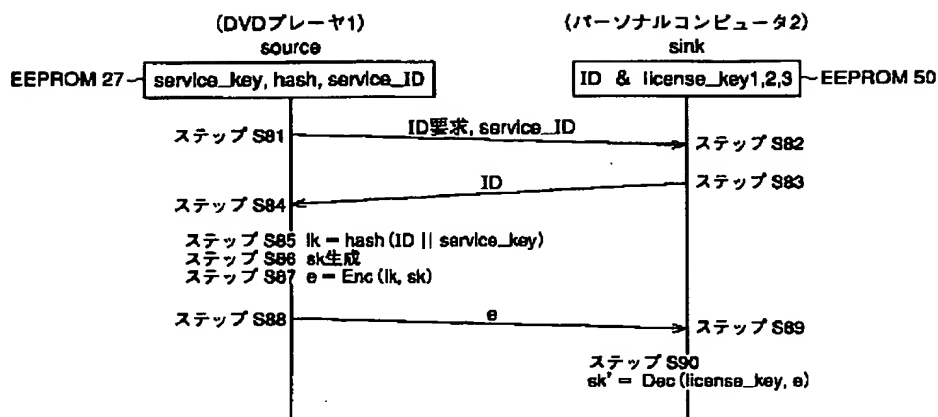 (DVDプレーヤ1)
source
(パーソナルコンピュータ2)
sink
EEPROM 27
service_key, hash, service_ID
ID & license_key1,2,3
EEPROM 50
ステップ S81
ID要求, service_ID
ステップ S82
ID
ステップ S83
ステップ S84
ステップ S85 lk = hash (ID || service_key)
ステップ S86 sk生成
ステップ S87 e = Enc (lk, sk)
ステップ S88
e
ステップ S89
ステップ S90
sk' = Dec (license_key, e)